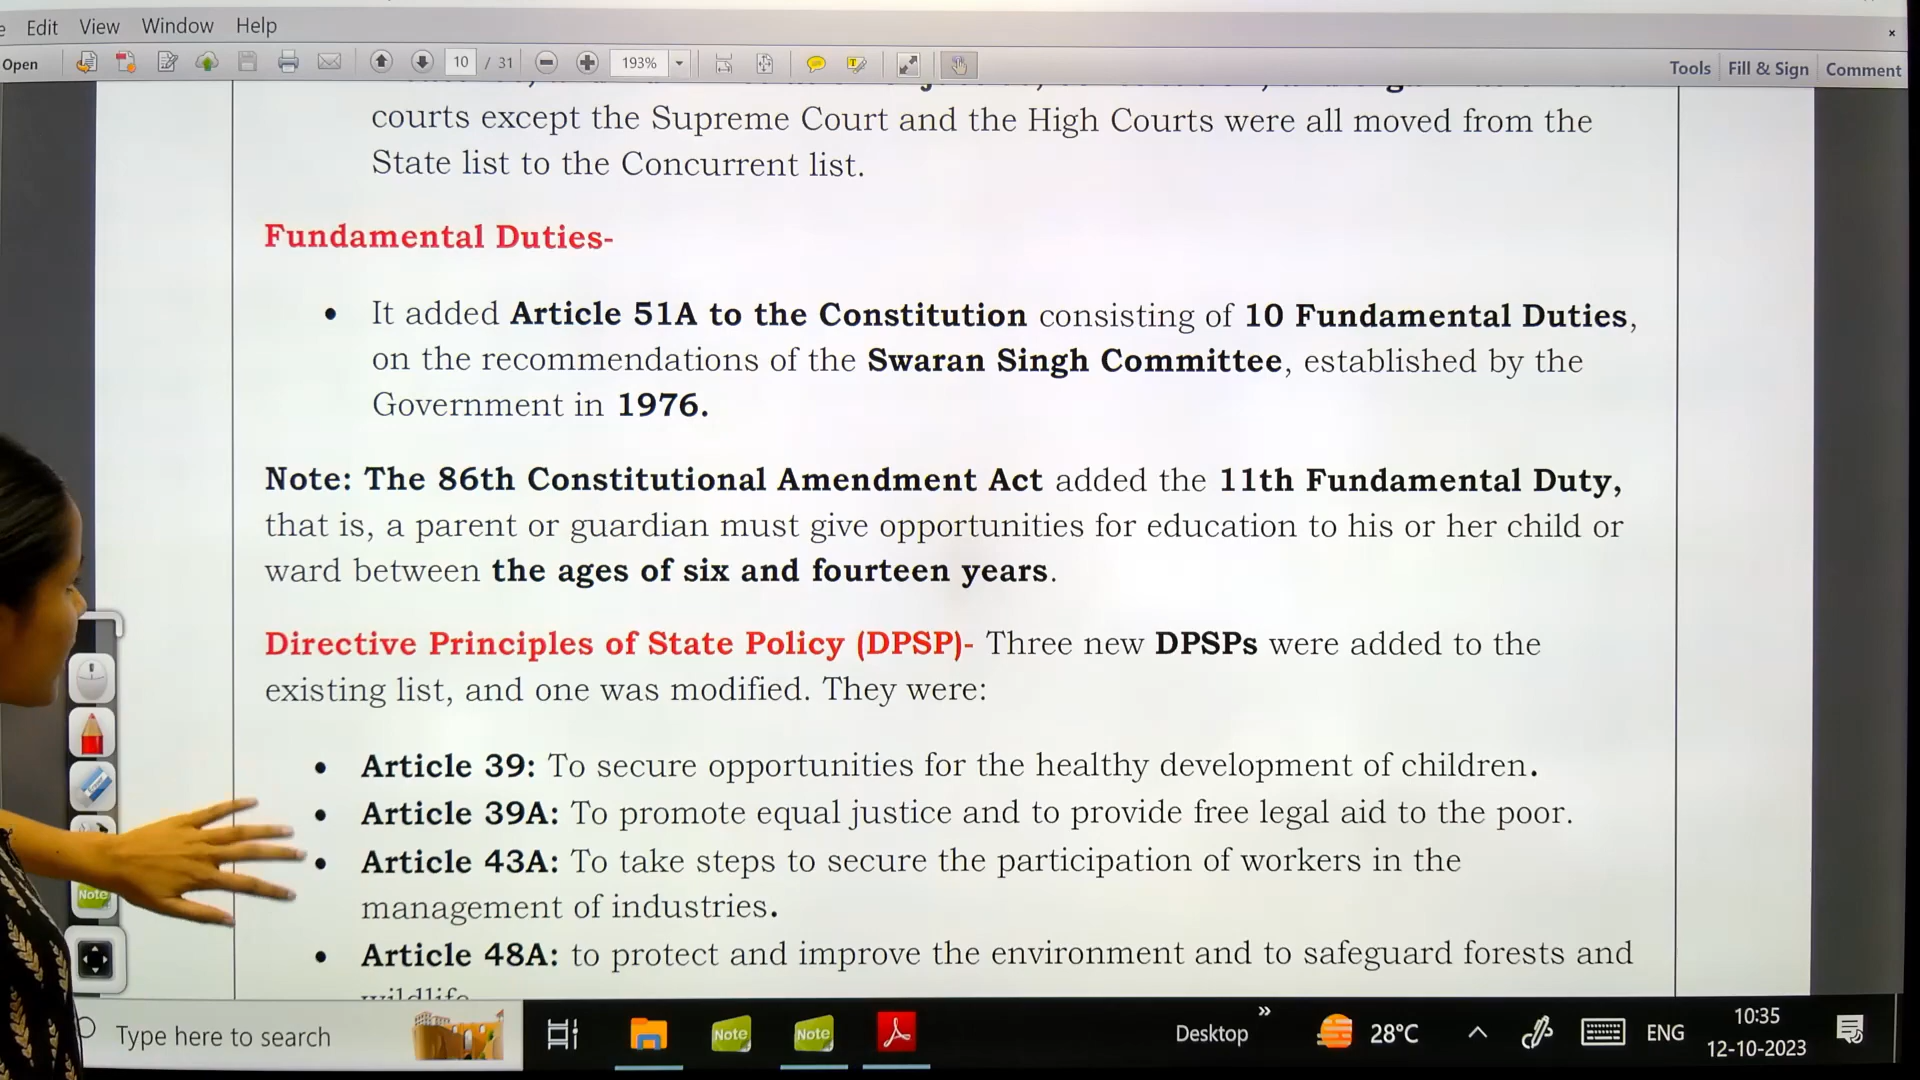 Edit View Window Help
Open 10 / 31 193% Tools Fill & Sign Comment
courts except the Supreme Court and the High Courts were all moved from the
State list to the Concurrent list.
Fundamental Duties-
• It added Article 51A to the Constitution consisting of 10 Fundamental Duties,
on the recommendations of the Swaran Singh Committee, established by the
Government in 1976.
Note: The 86th Constitutional Amendment Act added the 11th Fundamental Duty,
that is, a parent or guardian must give opportunities for education to his or her child or
ward between the ages of six and fourteen years.
Directive Principles of State Policy (DPSP)- Three new DPSPs were added to the
existing list, and one was modified. They were:
• Article 39: To secure opportunities for the healthy development of children.
• Article 39A: To promote equal justice and to provide free legal aid to the poor.
• Article 43A: To take steps to secure the participation of workers in the
management of industries.
Note
• Article 48A: to protect and improve the environment and to safeguard forests and
Type here to search Note Note Desktop 28°C ENG 10:35
12-10-2023